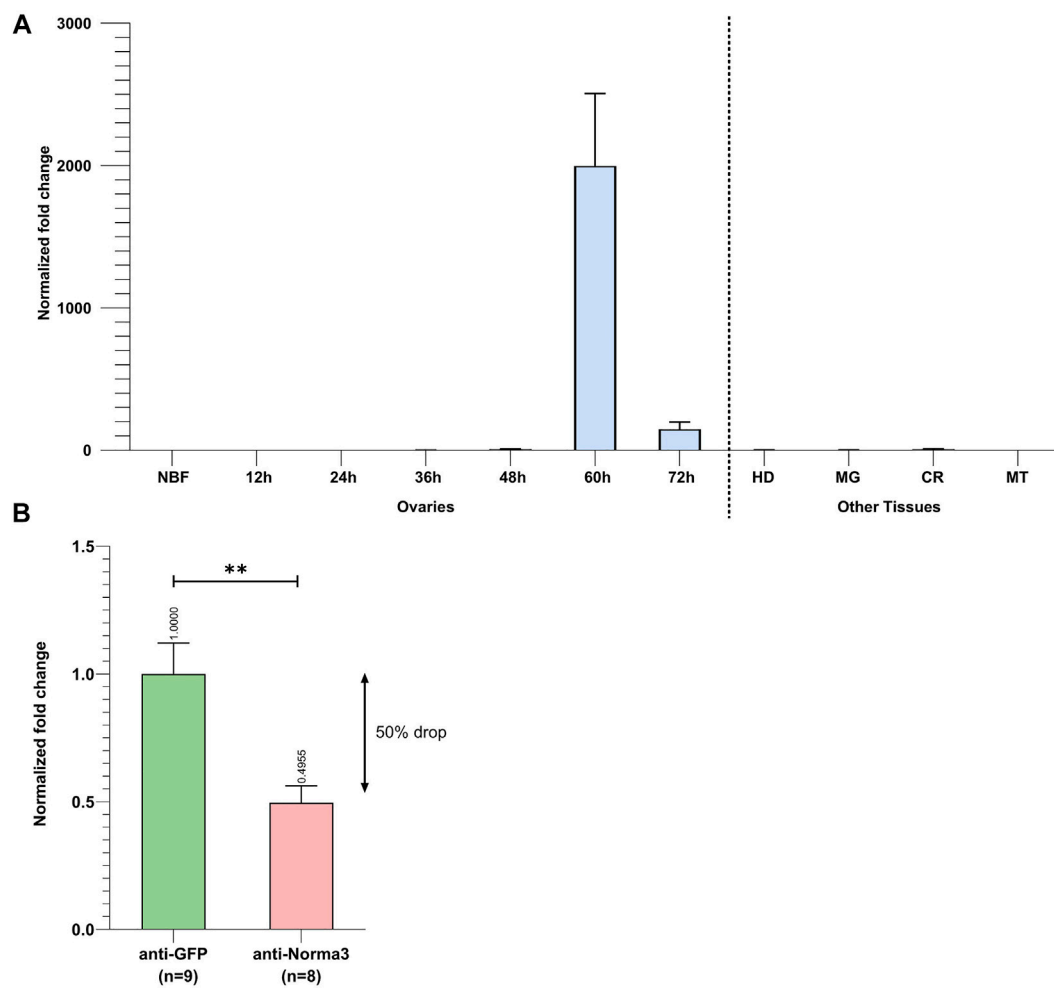 A
Normalized fold change
3000
2000
1000
0
NBF 12h 24h 36h 48h 60h 72h HD MG CR MT
Ovaries Other Tissues
B
Normalized fold change
1.5
1.0
0.5
0.0
**
1.0000
0.4955
50% drop
anti-GFP anti-Norma3
(n=9) (n=8)